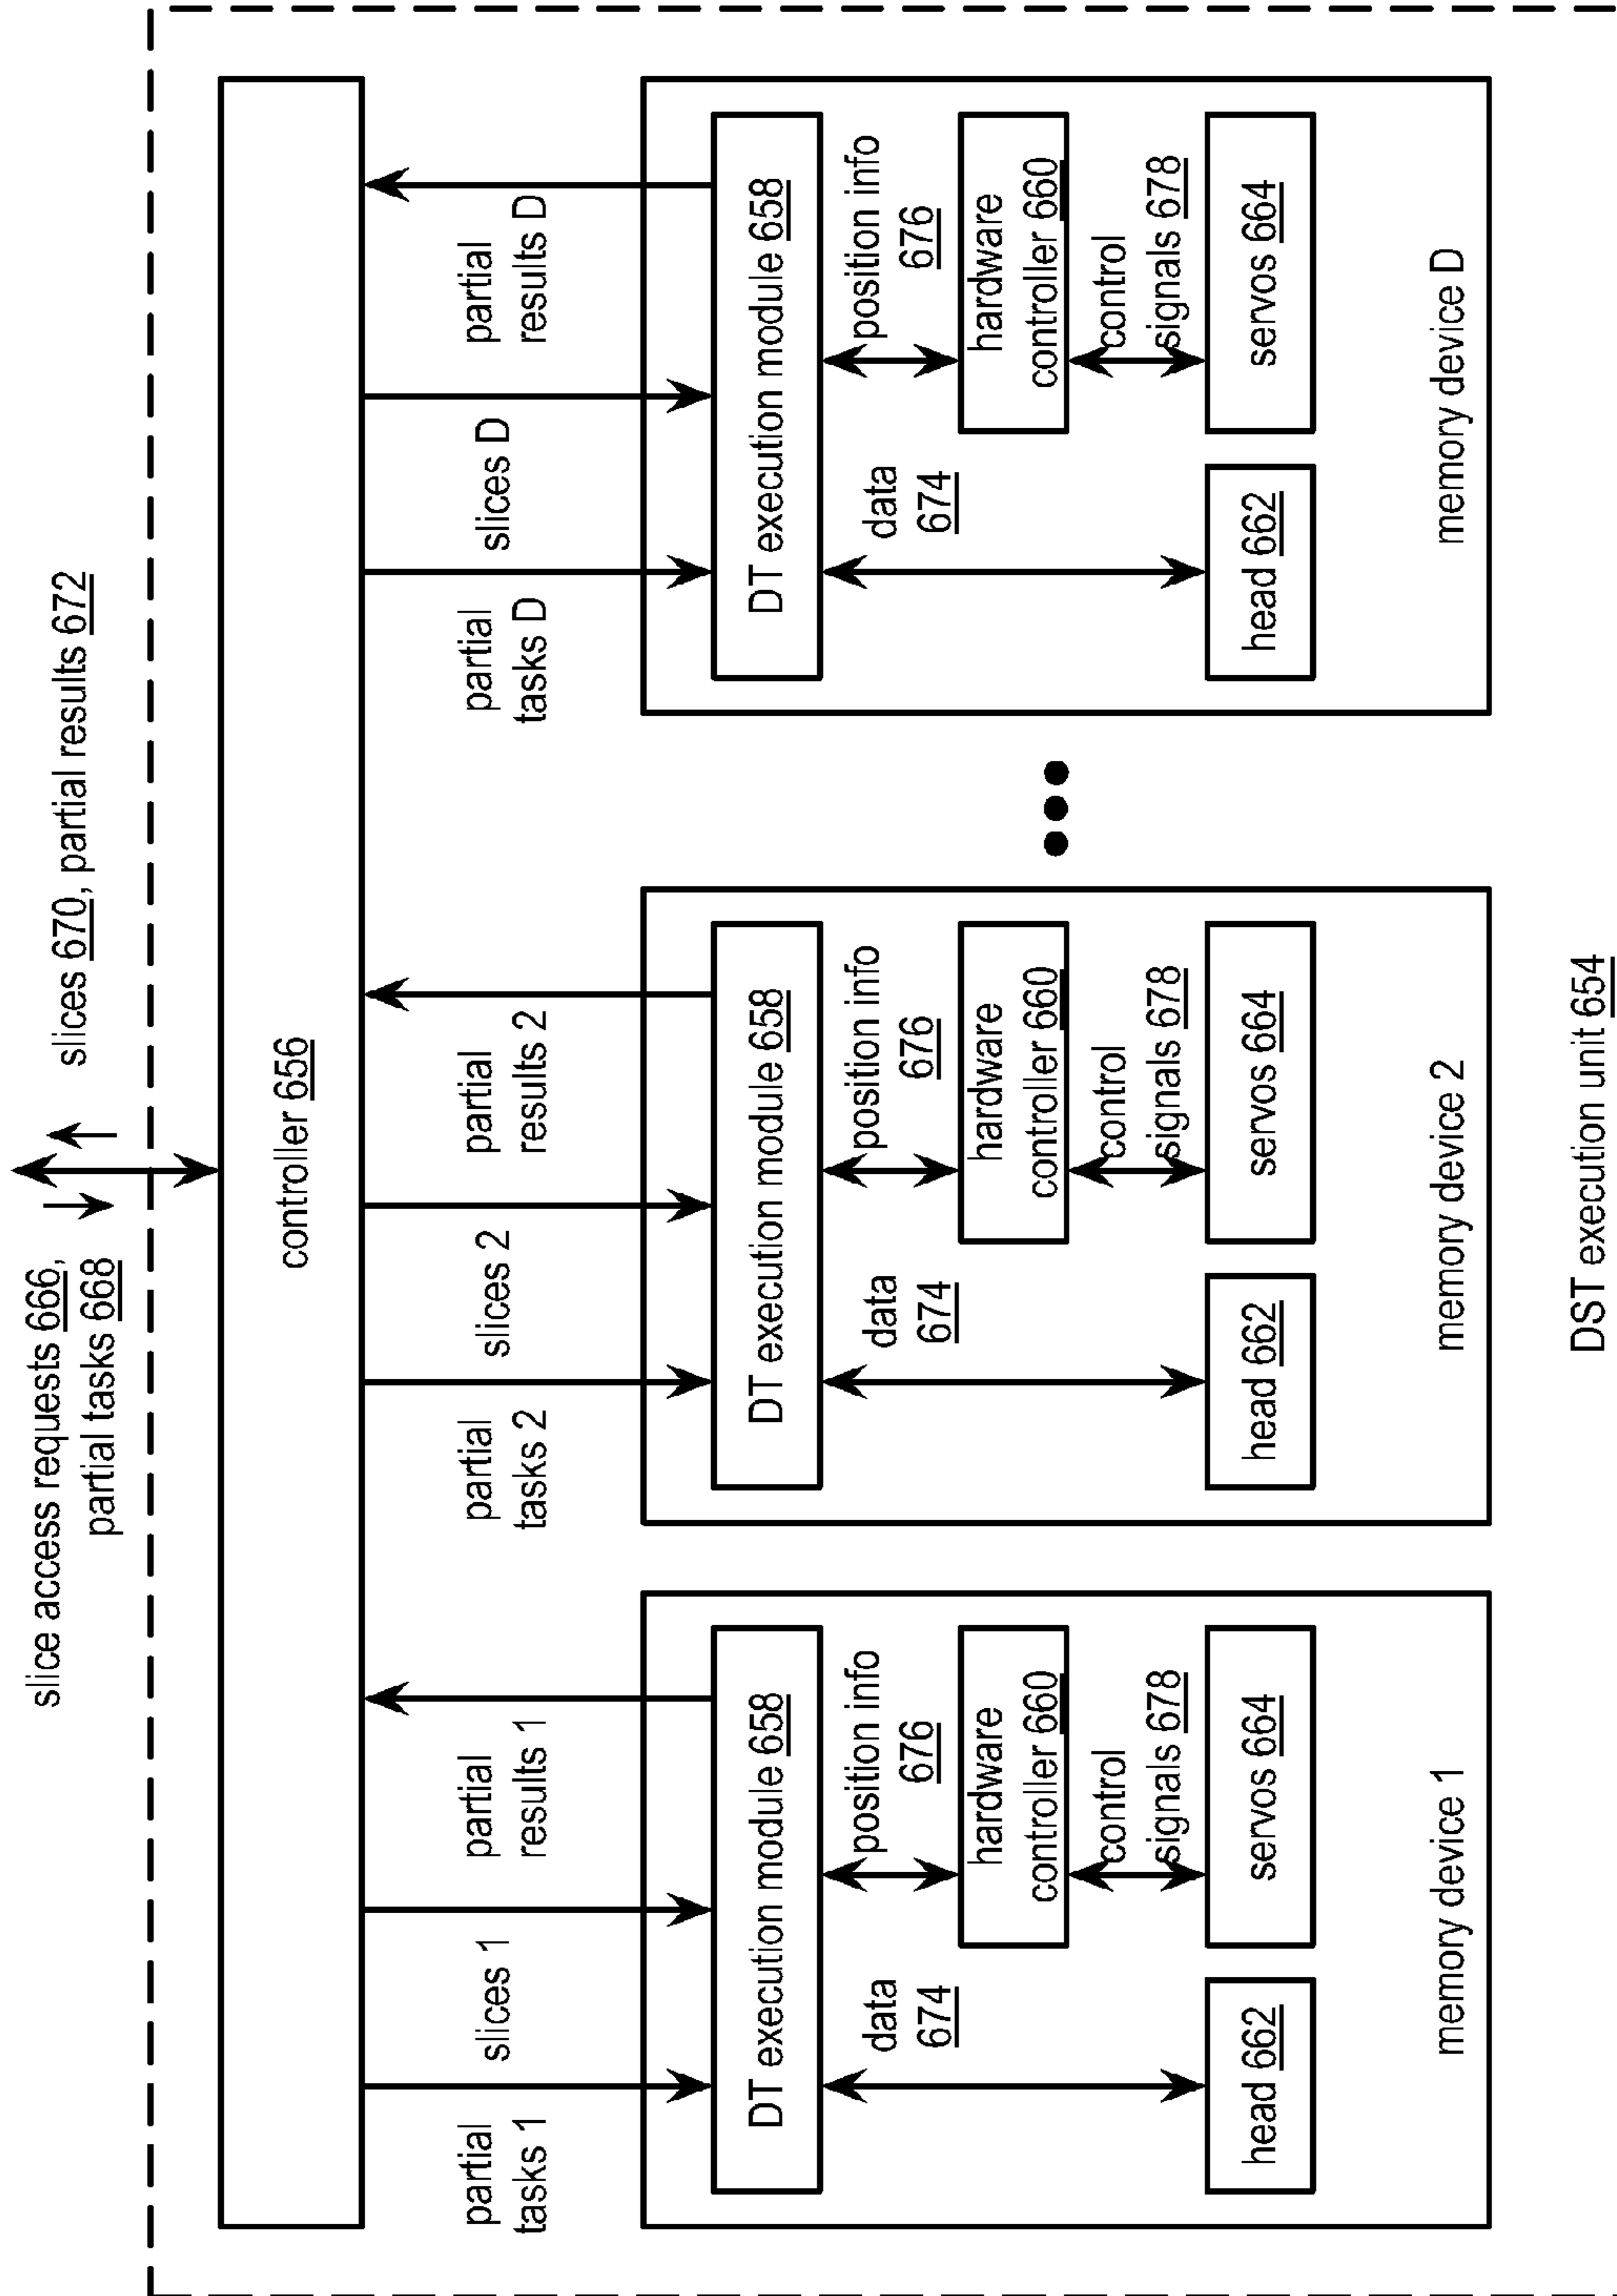 slice access requests 666,
partial tasks 668
slices 670, partial results 672
controller 656
partial
tasks 1
slices 1
partial
results 1
partial
tasks 2
slices 2
partial
results 2
partial
tasks D
slices D
partial
results D
DT execution module 658
data
674
position info
676
hardware
controller 660
control
signals 678
head 662
servos 664
memory device 1
DT execution module 658
data
674
position info
676
hardware
controller 660
control
signals 678
head 662
servos 664
memory device 2
DT execution module 658
data
674
position info
676
hardware
controller 660
control
signals 678
head 662
servos 664
memory device D
DST execution unit 654